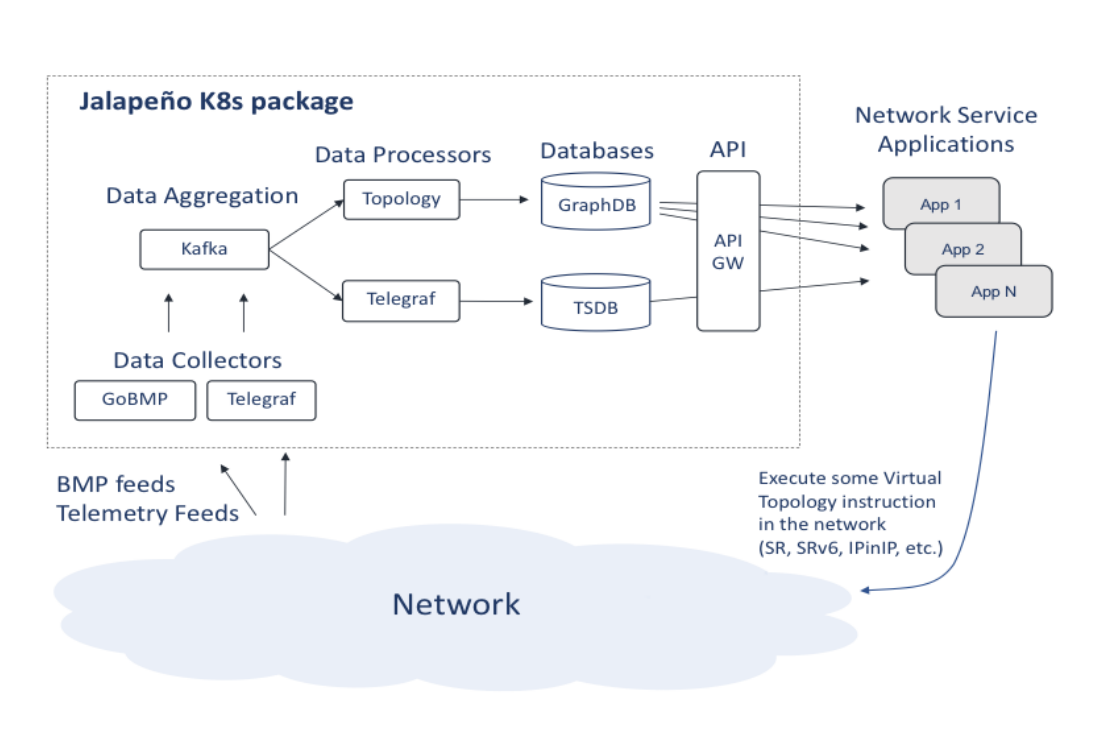 Jalapeño K8s package
Network Service
Applications
Data Processors
Databases
API
Data Aggregation
Topology
GraphDB
App 1
Kafka
API
GW
App 2
Telegraf
TSDB
App N
Data Collectors
GoBMP
Telegraf
BMP feeds
Telemetry Feeds
Execute some Virtual
Topology instruction
in the network
(SR, SRv6, IPinIP, etc.)
Network